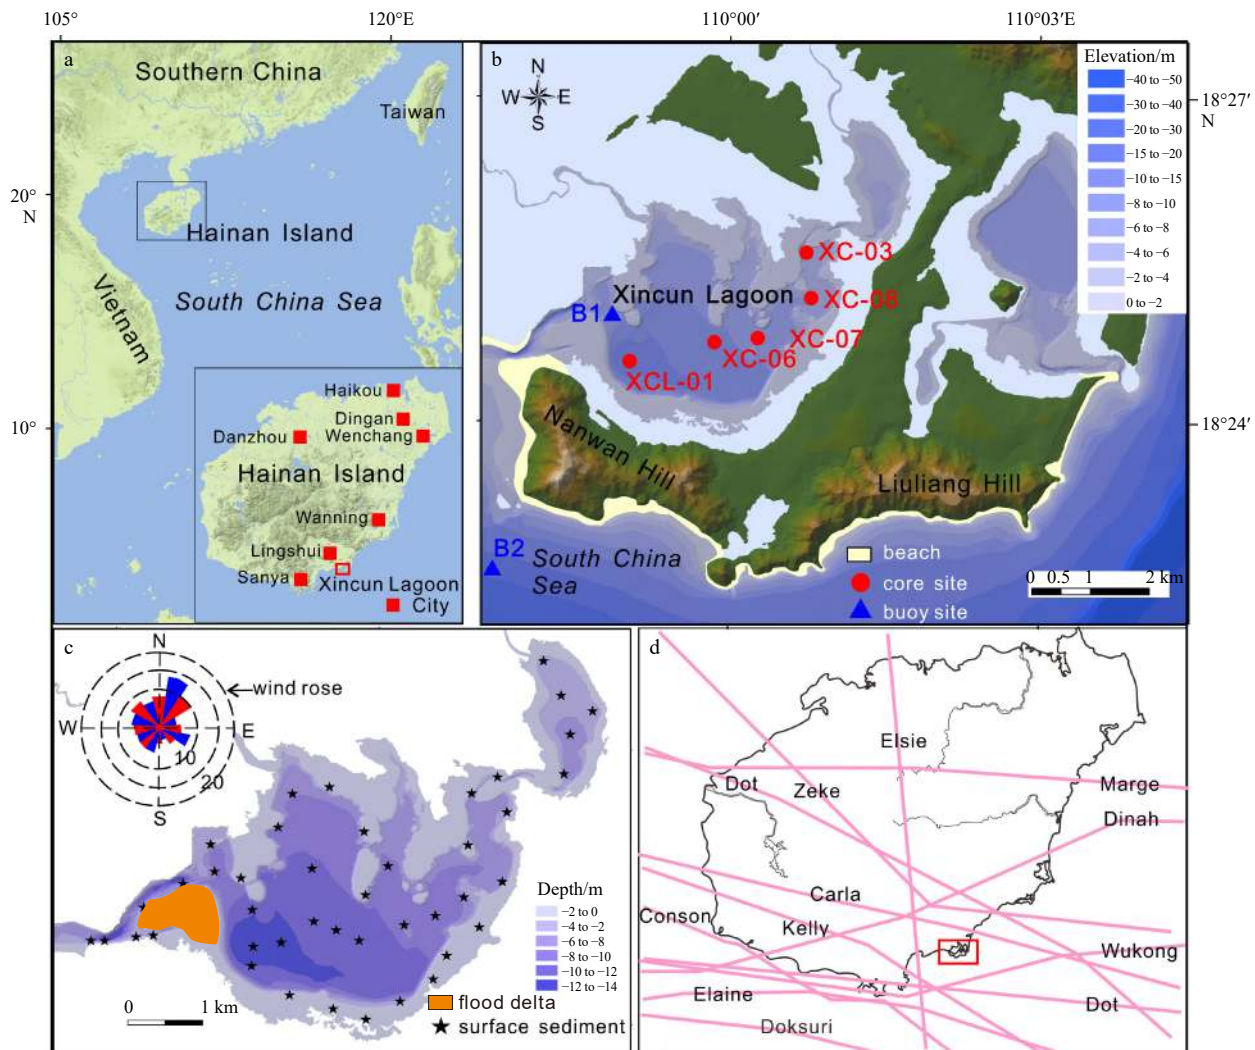 105°
120°E
110°00′
110°03′E
a
Southern China
Taiwan
20°
N
Hainan Island
South China Sea
Vietnam
10°
Haikou
Dingan
Danzhou
Wenchang
Hainan Island
Wanning
Lingshui
Sanya
Xincun Lagoon
City
b
N
W
E
S
Elevation/m
−40 to −50
−30 to −40
−20 to −30
−15 to −20
−10 to −15
−8 to −10
−6 to −8
−4 to −6
−2 to −4
0 to −2
18°27′
N
18°24′
XC-03
Xincun Lagoon
XC-08
B1
XC-07
XC-06
XCL-01
Nanwan Hill
Liuliang Hill
B2
South China
Sea
beach
core site
buoy site
0 0.5 1 2 km
c
N
wind rose
W
E
10
20
S
Depth/m
−2 to 0
−4 to −2
−6 to −8
−8 to −10
−10 to −12
−12 to −14
0 1 km
flood delta
surface sediment
d
Elsie
Dot
Zeke
Marge
Dinah
Carla
Conson
Kelly
Wukong
Elaine
Dot
Doksuri